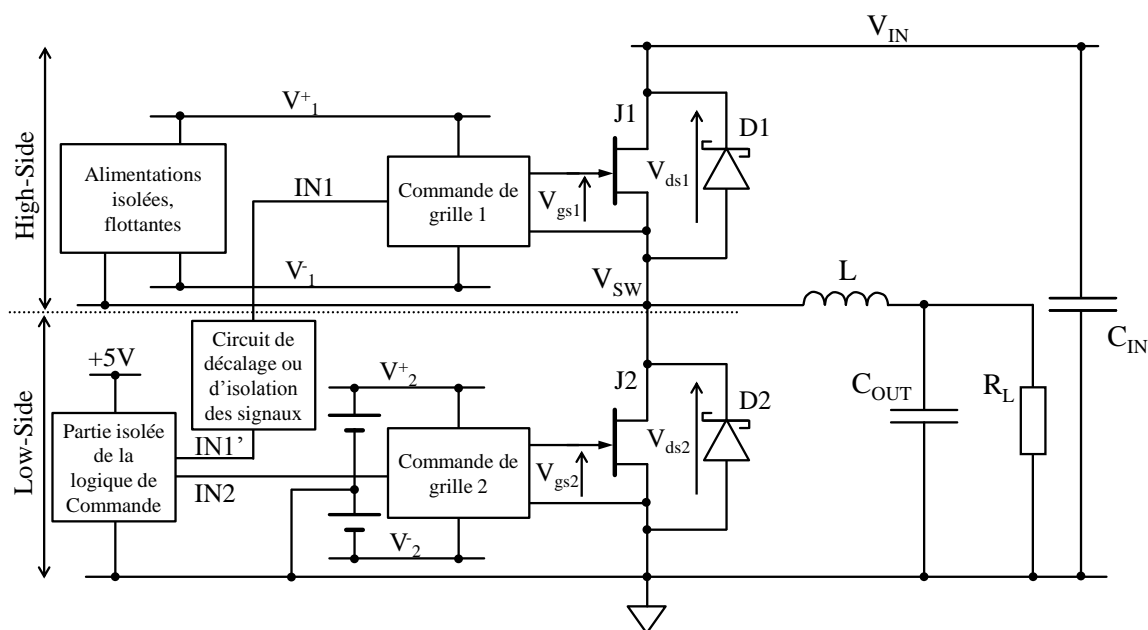 High-Side
Low-Side
V_IN
V⁺₁
J1
D1
Alimentations
isolées,
flottantes
IN1
Commande de
grille 1
V_gs1
V_ds1
V⁻₁
V_SW
L
C_IN
Circuit de
décalage ou
d'isolation
des signaux
+5V
V⁺₂
J2
D2
C_OUT
R_L
Partie isolée
de la
logique de
Commande
IN1'
IN2
Commande de
grille 2
V_gs2
V_ds2
V⁻₂